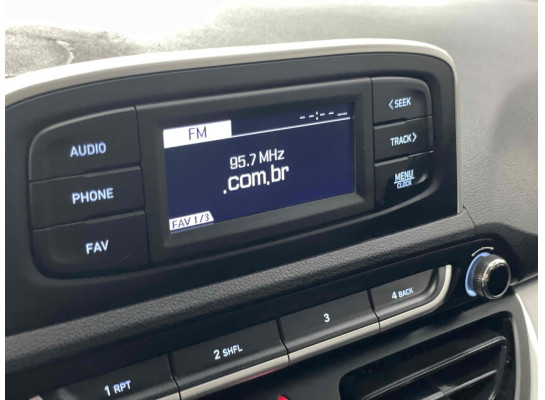 AUDIO
PHONE
FAV
FM
--:--
95.7 MHz
.com.br
FAV 1/3
<SEEK
TRACK>
MENU
CLOCK
1 RPT
2 SHFL
3
4 BACK